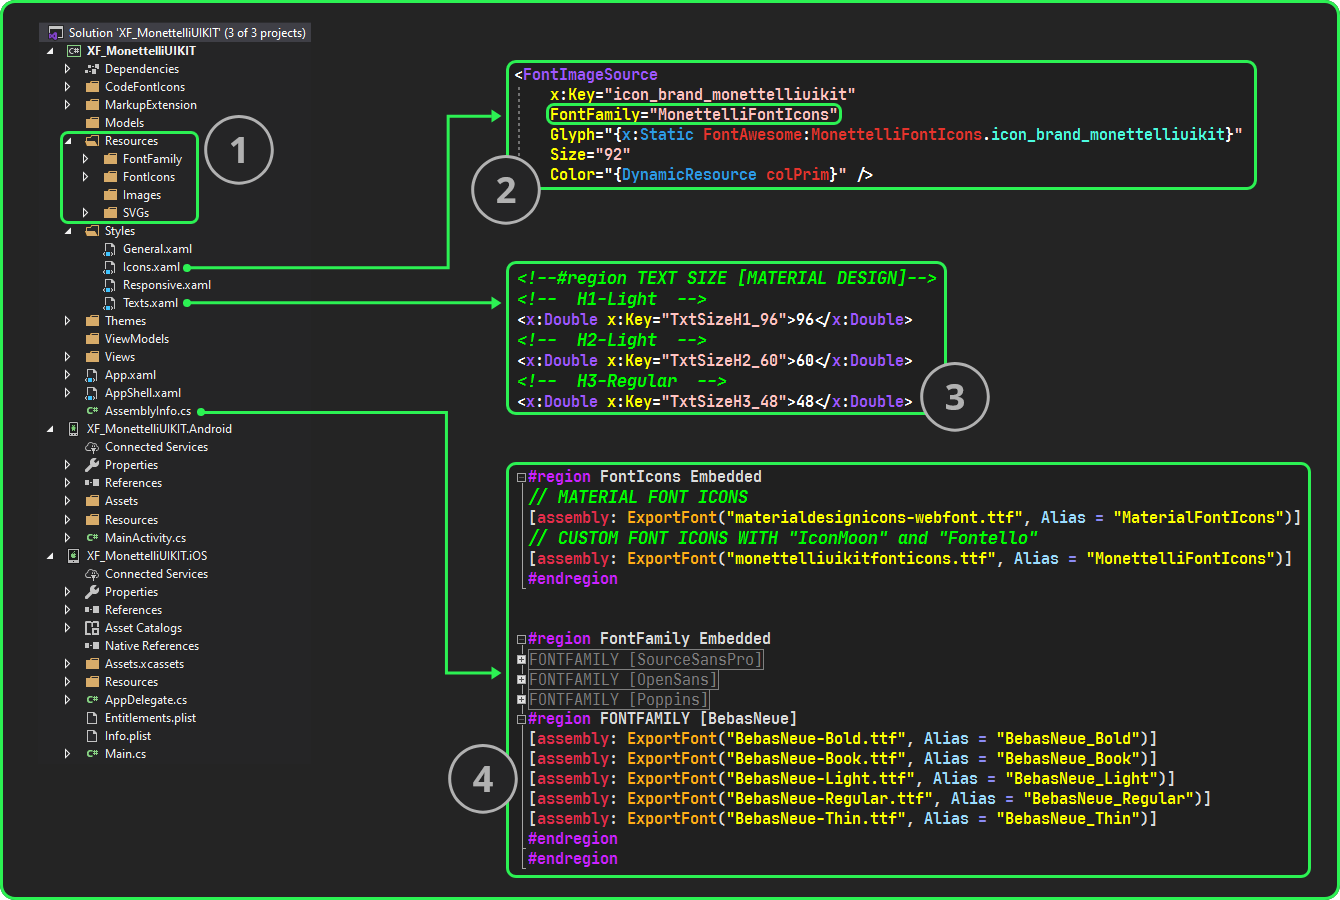 Solution 'XF_MonettelliUIKIT' (3 of 3 projects)
C# XF_MonettelliUIKIT
Dependencies
CodeFontIcons
MarkupExtension
Models
Resources
FontFamily
FontIcons
Images
SVGs
Styles
General.xaml
Icons.xaml
Responsive.xaml
Texts.xaml
Themes
ViewModels
Views
App.xaml
AppShell.xaml
C# AssemblyInfo.cs
XF_MonettelliUIKIT.Android
Connected Services
Properties
References
Assets
Resources
C# MainActivity.cs
XF_MonettelliUIKIT.iOS
Connected Services
Properties
References
Asset Catalogs
Native References
Assets.xcassets
Resources
C# AppDelegate.cs
Entitlements.plist
Info.plist
C# Main.cs
1
<FontImageSource
x:Key="icon_brand_monettelliuikit"
FontFamily="MonettelliFontIcons"
Glyph="{x:Static FontAwesome:MonettelliFontIcons.icon_brand_monettelliuikit}"
Size="92"
Color="{DynamicResource colPrim}" />
2
<!--#region TEXT SIZE [MATERIAL DESIGN]-->
<!--  H1-Light  -->
<x:Double x:Key="TxtSizeH1_96">96</x:Double>
<!--  H2-Light  -->
<x:Double x:Key="TxtSizeH2_60">60</x:Double>
<!--  H3-Regular  -->
<x:Double x:Key="TxtSizeH3_48">48</x:Double>
3
#region FontIcons Embedded
// MATERIAL FONT ICONS
[assembly: ExportFont("materialdesignicons-webfont.ttf", Alias = "MaterialFontIcons")]
// CUSTOM FONT ICONS WITH "IconMoon" and "Fontello"
[assembly: ExportFont("monettelliuikitfonticons.ttf", Alias = "MonettelliFontIcons")]
#endregion
#region FontFamily Embedded
FONTFAMILY [SourceSansPro]
FONTFAMILY [OpenSans]
FONTFAMILY [Poppins]
#region FONTFAMILY [BebasNeue]
[assembly: ExportFont("BebasNeue-Bold.ttf", Alias = "BebasNeue_Bold")]
[assembly: ExportFont("BebasNeue-Book.ttf", Alias = "BebasNeue_Book")]
[assembly: ExportFont("BebasNeue-Light.ttf", Alias = "BebasNeue_Light")]
[assembly: ExportFont("BebasNeue-Regular.ttf", Alias = "BebasNeue_Regular")]
[assembly: ExportFont("BebasNeue-Thin.ttf", Alias = "BebasNeue_Thin")]
#endregion
#endregion
4